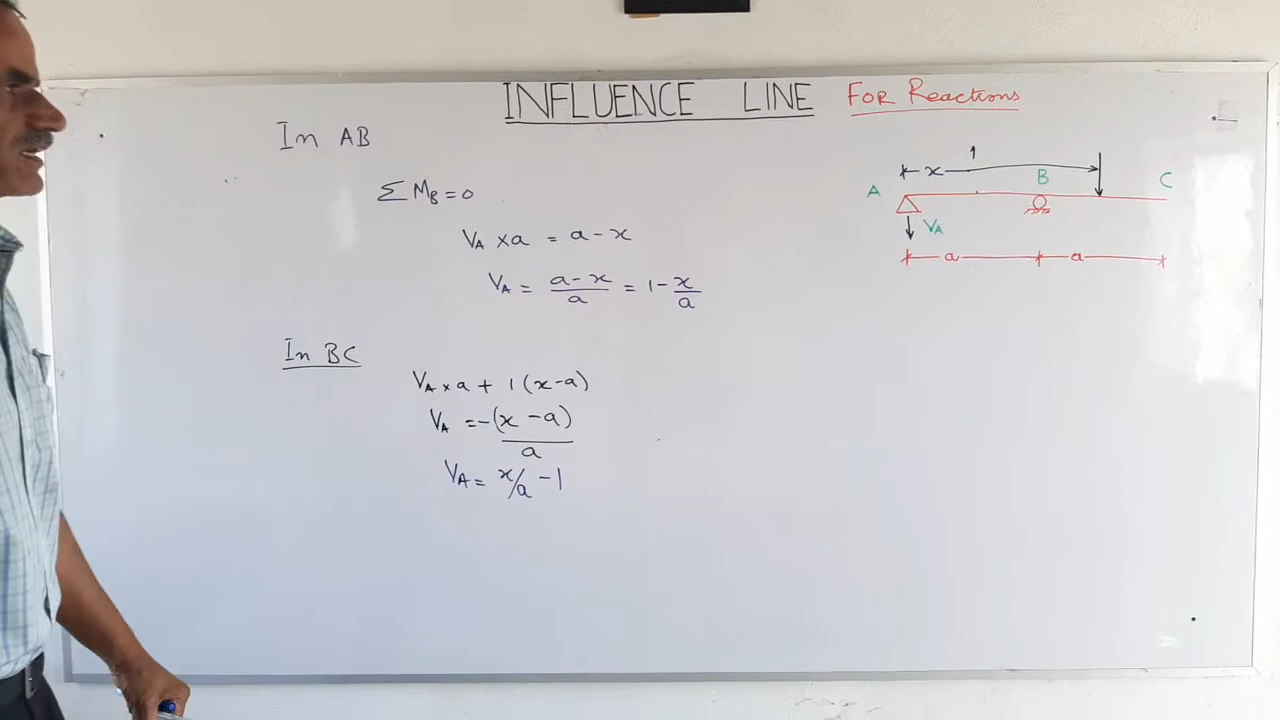 INFLUENCE LINE For Reactions
In AB
ΣM_B=0
V_A × a = a - x
V_A = (a - x)/a = 1 - x/a
In BC
V_A × a + 1(x-a)
V_A = -(x - a)/a
V_A = x/a - 1
1
x
A B C
V_A
a a